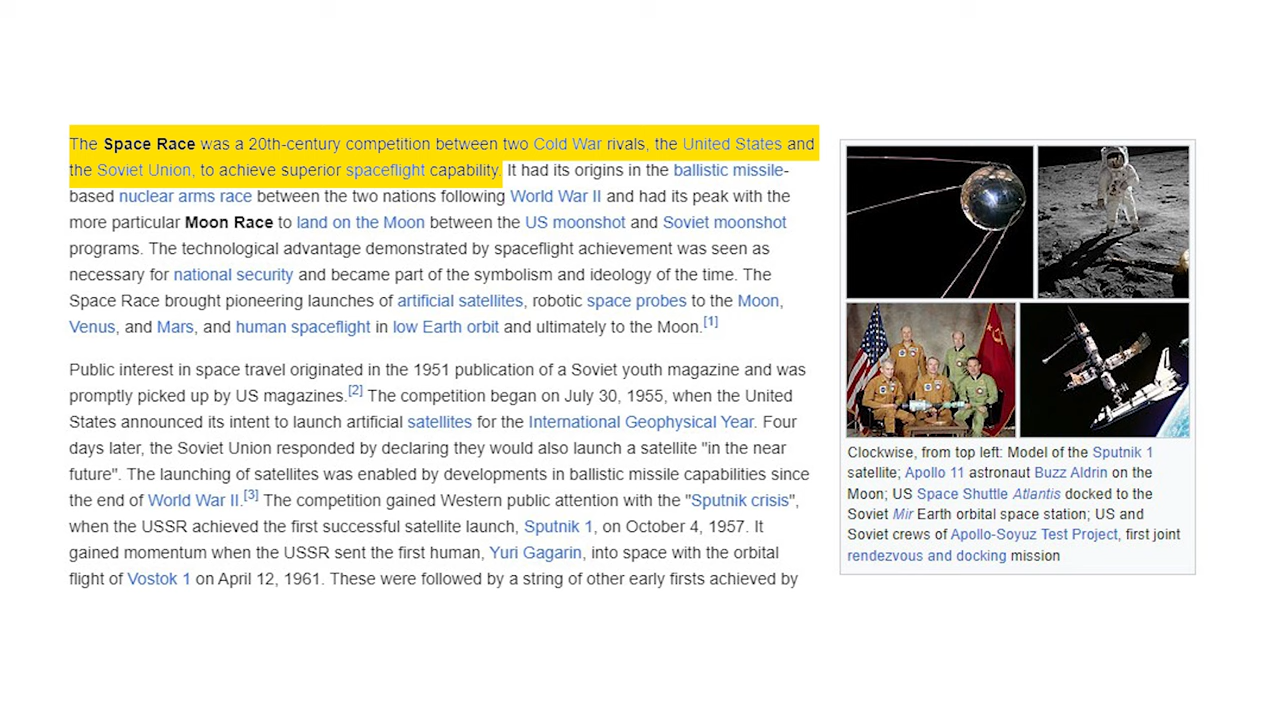 The Space Race was a 20th-century competition between two Cold War rivals, the United States and
the Soviet Union, to achieve superior spaceflight capability. It had its origins in the ballistic missile-
based nuclear arms race between the two nations following World War II and had its peak with the
more particular Moon Race to land on the Moon between the US moonshot and Soviet moonshot
programs. The technological advantage demonstrated by spaceflight achievement was seen as
necessary for national security and became part of the symbolism and ideology of the time. The
Space Race brought pioneering launches of artificial satellites, robotic space probes to the Moon,
Venus, and Mars, and human spaceflight in low Earth orbit and ultimately to the Moon.[1]
Public interest in space travel originated in the 1951 publication of a Soviet youth magazine and was
promptly picked up by US magazines.[2] The competition began on July 30, 1955, when the United
States announced its intent to launch artificial satellites for the International Geophysical Year. Four
days later, the Soviet Union responded by declaring they would also launch a satellite "in the near
future". The launching of satellites was enabled by developments in ballistic missile capabilities since
the end of World War II.[3] The competition gained Western public attention with the "Sputnik crisis",
when the USSR achieved the first successful satellite launch, Sputnik 1, on October 4, 1957. It
gained momentum when the USSR sent the first human, Yuri Gagarin, into space with the orbital
flight of Vostok 1 on April 12, 1961. These were followed by a string of other early firsts achieved by
Clockwise, from top left: Model of the Sputnik 1
satellite; Apollo 11 astronaut Buzz Aldrin on the
Moon; US Space Shuttle Atlantis docked to the
Soviet Mir Earth orbital space station; US and
Soviet crews of Apollo-Soyuz Test Project, first joint
rendezvous and docking mission